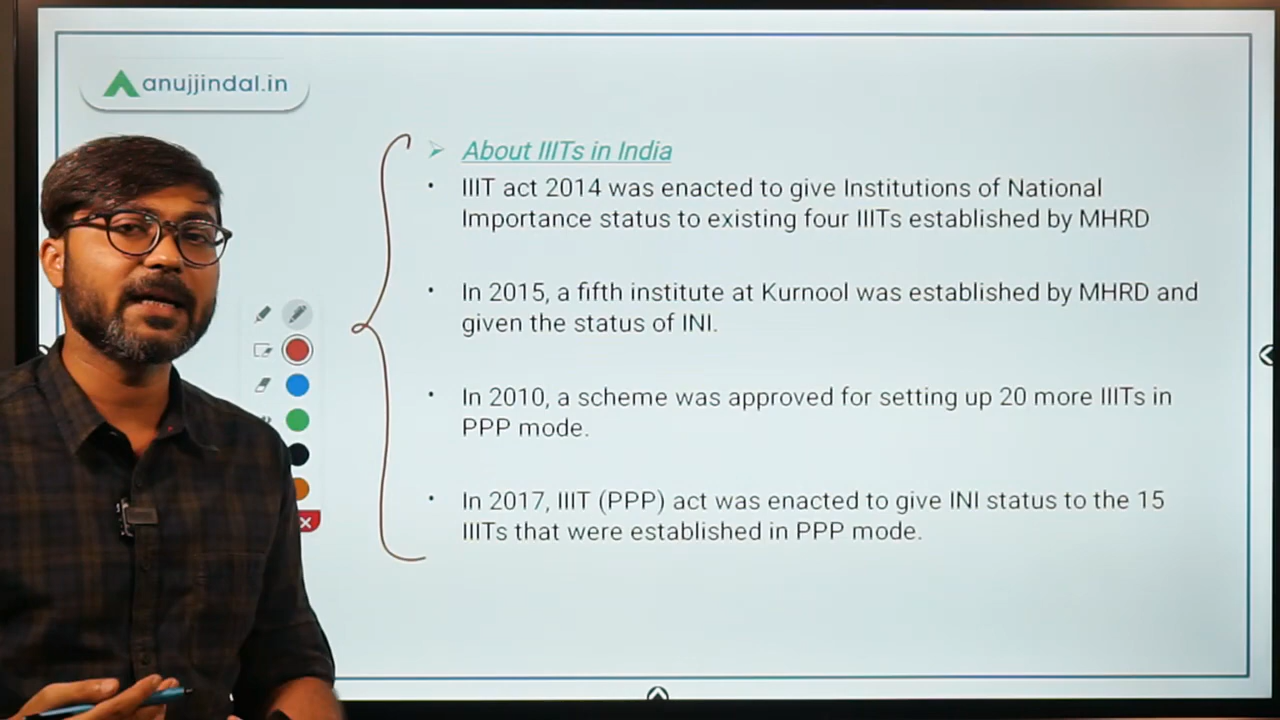 anujjindal.in
About IIITs in India
IIIT act 2014 was enacted to give Institutions of National
Importance status to existing four IIITs established by MHRD
In 2015, a fifth institute at Kurnool was established by MHRD and
given the status of INI.
In 2010, a scheme was approved for setting up 20 more IIITs in
PPP mode.
In 2017, IIIT (PPP) act was enacted to give INI status to the 15
IIITs that were established in PPP mode.